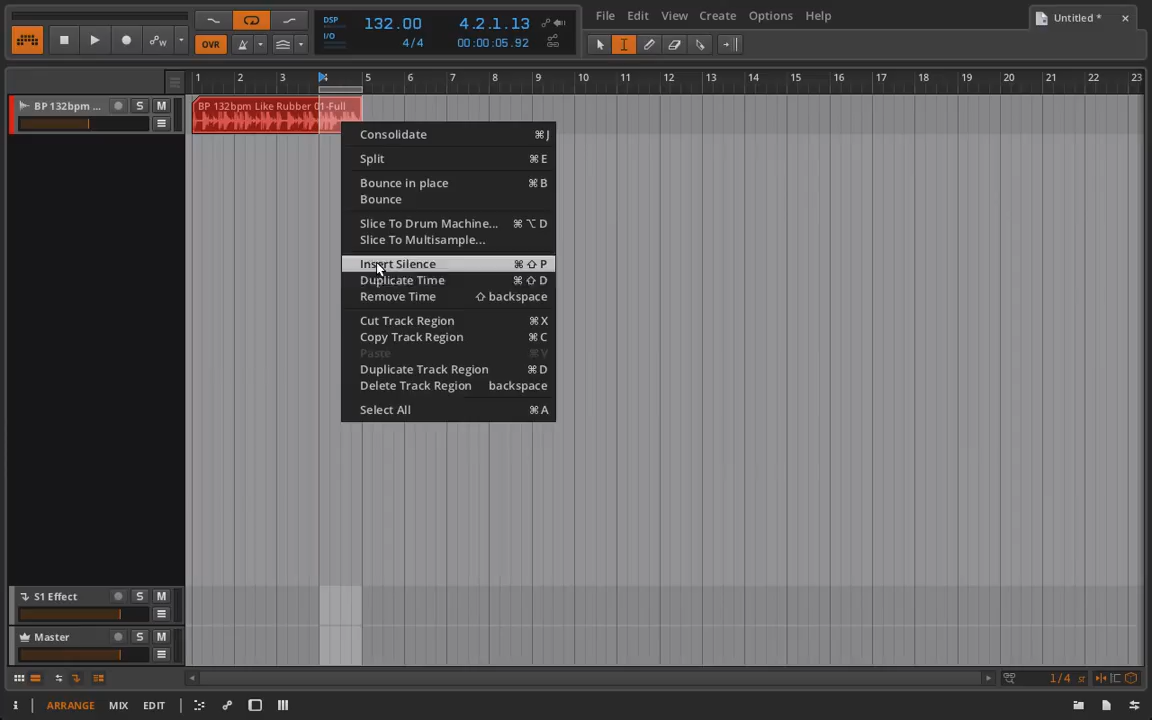 DSP
132.00
4.2.1.13
I/O
4/4
00:00:05.92
OVR
File Edit View Create Options Help
Untitled *
1 2 3 4 5 6 7 8 9 10 11 12 13 14 15 16 17 18 19 20 21 22 23
BP 132bpm ... S M
BP 132bpm Like Rubber 01-Full
Consolidate ⌘J
Split ⌘E
Bounce in place ⌘B
Bounce
Slice To Drum Machine... ⌘⌥D
Slice To Multisample...
Insert Silence ⌘⇧P
Duplicate Time ⌘⇧D
Remove Time ⇧ backspace
Cut Track Region ⌘X
Copy Track Region ⌘C
Paste ⌘V
Duplicate Track Region ⌘D
Delete Track Region backspace
Select All ⌘A
S1 Effect S M
Master S M
1/4 st
i ARRANGE MIX EDIT